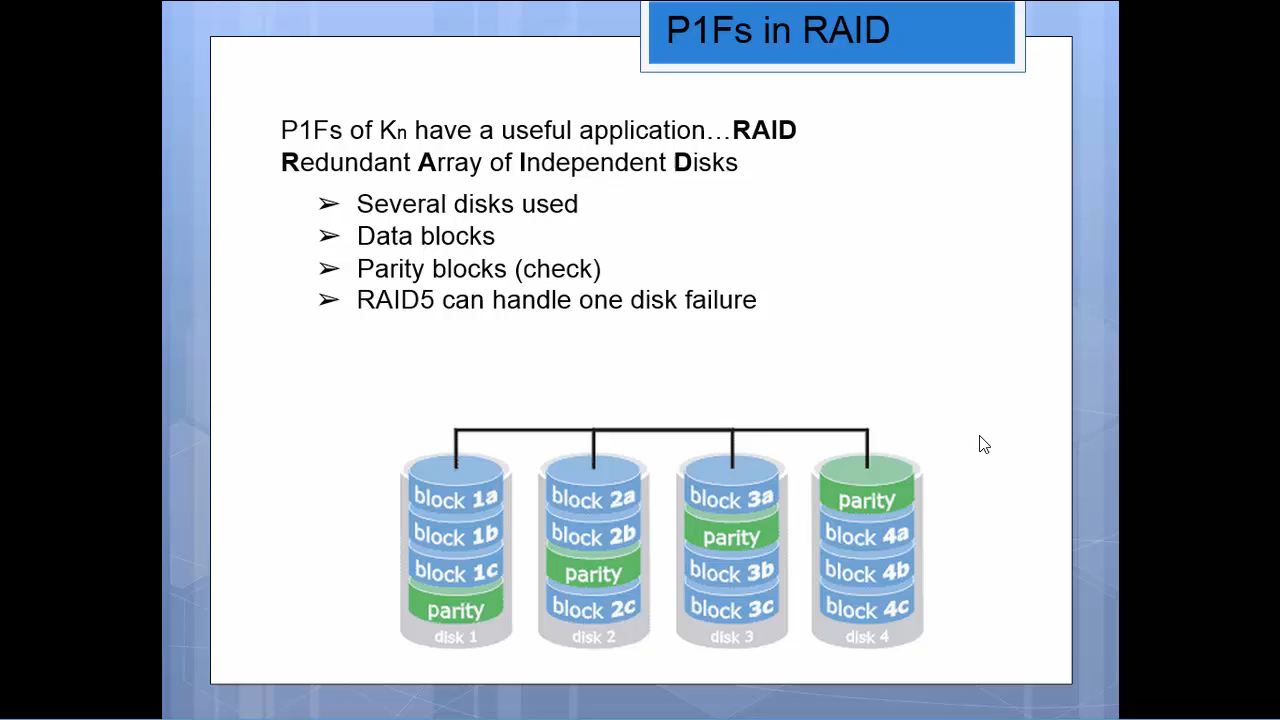 P1Fs in RAID
P1Fs of Kn have a useful application…RAID
Redundant Array of Independent Disks
➢ Several disks used
➢ Data blocks
➢ Parity blocks (check)
➢ RAID5 can handle one disk failure
block 1a block 2a block 3a parity
block 1b block 2b parity block 4a
block 1c parity block 3b block 4b
parity block 2c block 3c block 4c
disk 1 disk 2 disk 3 disk 4